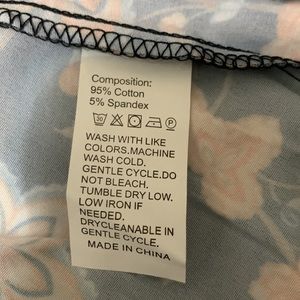 Composition:
95% Cotton
5% Spandex
30 P
WASH WITH LIKE
COLORS.MACHINE
WASH COLD.
GENTLE CYCLE.DO
NOT BLEACH.
TUMBLE DRY LOW.
LOW IRON IF
NEEDED.
DRYCLEANABLE IN
GENTLE CYCLE.
MADE IN CHINA